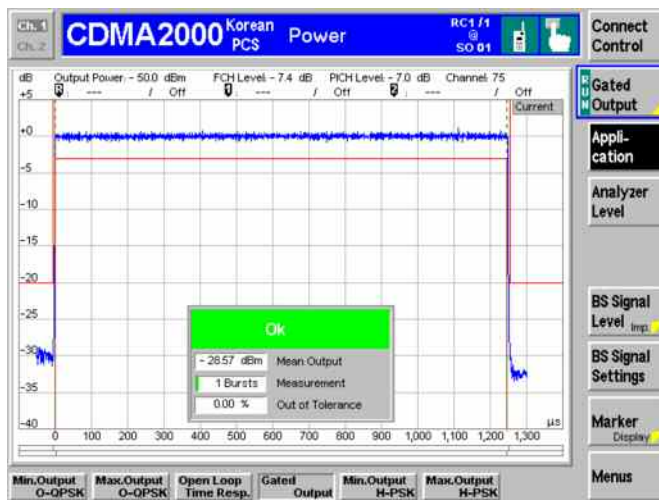 Ch. 1
Ch. 2
CDMA2000 Korean PCS Power
RC1 /1 @ SO 01
Connect Control
dB Output Power: - 50.0 dBm FCH Level: - 7.4 dB PICH Level: - 7.0 dB Channel: 75
+5 R --- / Off 1 --- / Off 2 --- / Off
Current
RUN
Gated Output
Appli-cation
Analyzer Level
BS Signal Level Imp.
BS Signal Settings
Marker Display
Menus
+0
-5
-10
-15
-20
-25
-30
-35
-40
Ok
- 28.57 dBm Mean Output
1 Bursts Measurement
0.00 % Out of Tolerance
µs
0 100 200 300 400 500 600 700 800 900 1,000 1,100 1,200 1,300
Min.Output O-QPSK
Max.Output O-QPSK
Open Loop Time Resp.
Gated Output
Min.Output H-PSK
Max.Output H-PSK